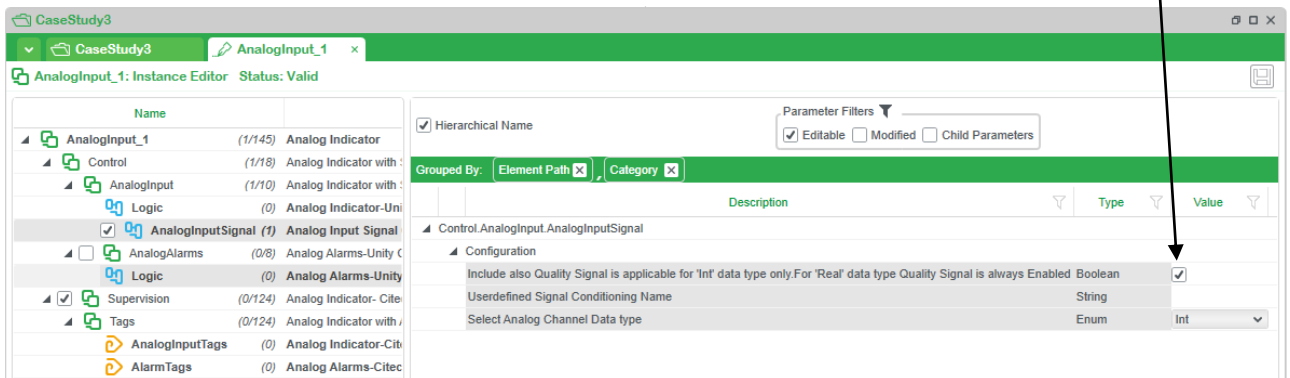 CaseStudy3
CaseStudy3
AnalogInput_1 ×
AnalogInput_1: Instance Editor Status: Valid
Name
AnalogInput_1 (1/145) Analog Indicator
Control (1/18) Analog Indicator with
AnalogInput (1/10) Analog Indicator with
Logic (0) Analog Indicator-Uni
AnalogInputSignal (1) Analog Input Signal
AnalogAlarms (0/8) Analog Alarms-Unity
Logic (0) Analog Alarms-Unity
Supervision (0/124) Analog Indicator- Cite
Tags (0/124) Analog Indicator with
AnalogInputTags (0) Analog Indicator-Cit
AlarmTags (0) Analog Alarms-Citec
Hierarchical Name
Parameter Filters
Editable Modified Child Parameters
Grouped By: Element Path , Category
Description Type Value
Control.AnalogInput.AnalogInputSignal
Configuration
Include also Quality Signal is applicable for 'Int' data type only.For 'Real' data type Quality Signal is always Enabled Boolean
Userdefined Signal Conditioning Name String
Select Analog Channel Data type Enum Int